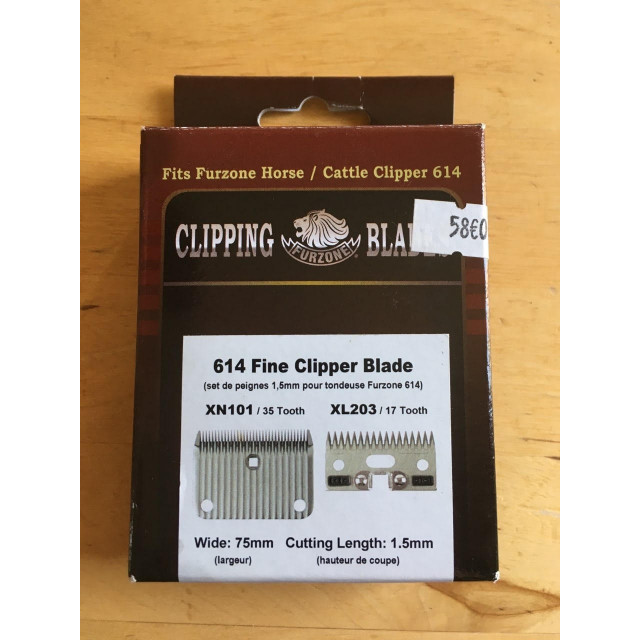 Fits Furzone Horse / Cattle Clipper 614
58€0
CLIPPING FURZONE BLADES
614 Fine Clipper Blade
(set de peignes 1,5mm pour tondeuse Furzone 614)
XN101 / 35 Tooth XL203 / 17 Tooth
Wide: 75mm Cutting Length: 1.5mm
(largeur) (hauteur de coupe)